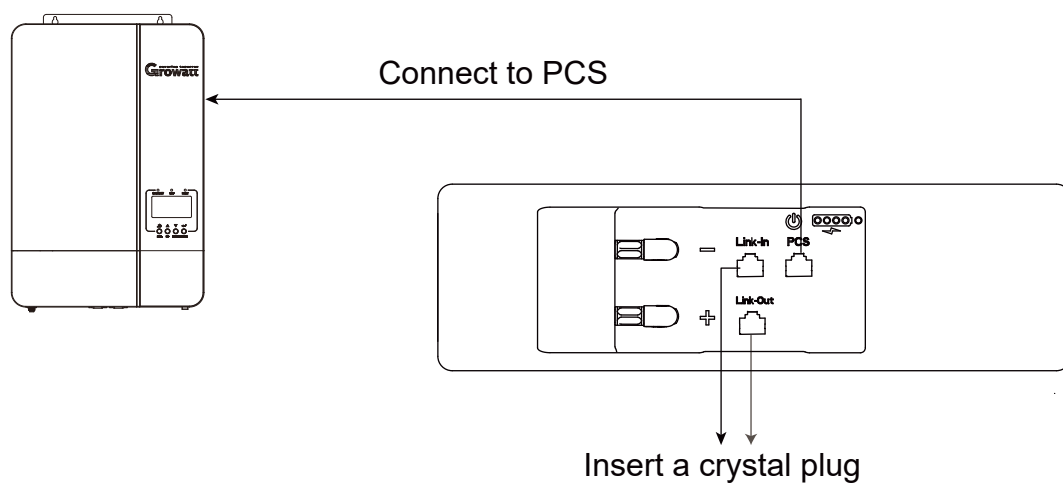 Growatt
Connect to PCS
Link-In
PCS
-
+
Link-Out
Insert a crystal plug